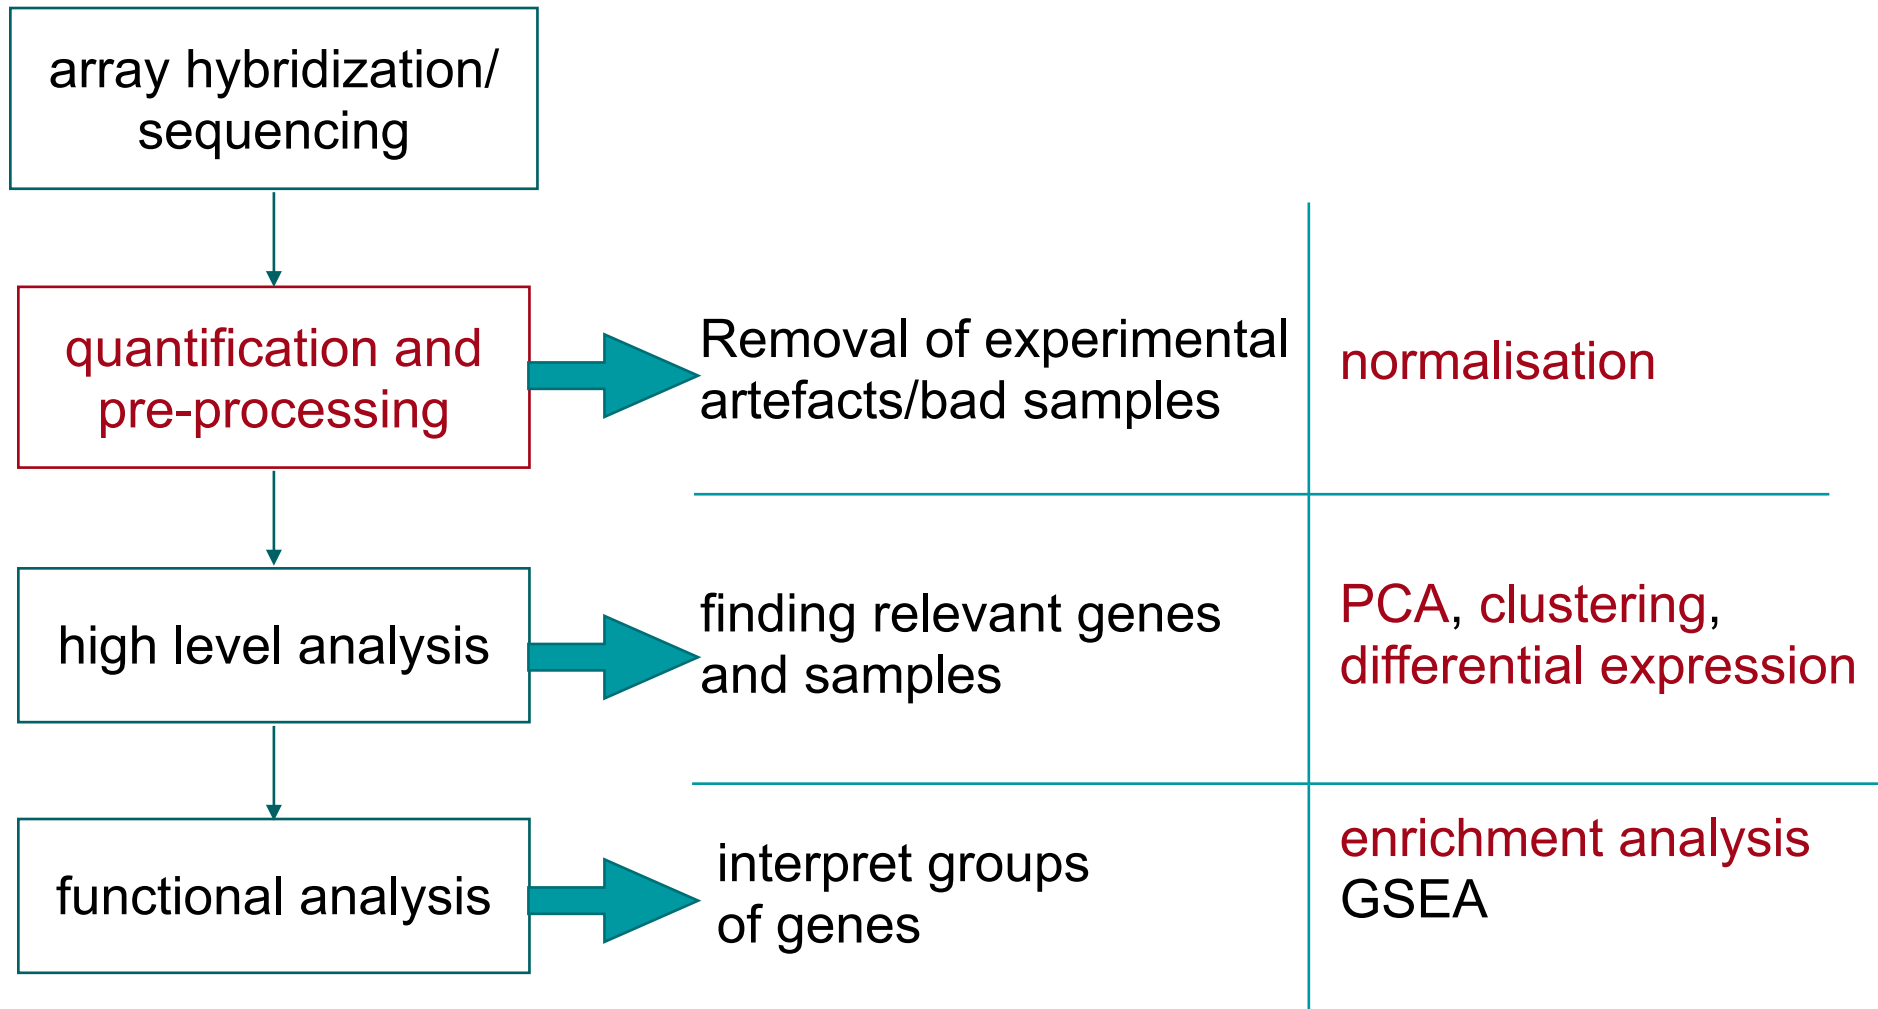 array hybridization/
sequencing
quantification and
pre-processing
Removal of experimental
artefacts/bad samples
normalisation
high level analysis
finding relevant genes
and samples
PCA, clustering,
differential expression
functional analysis
interpret groups
of genes
enrichment analysis
GSEA